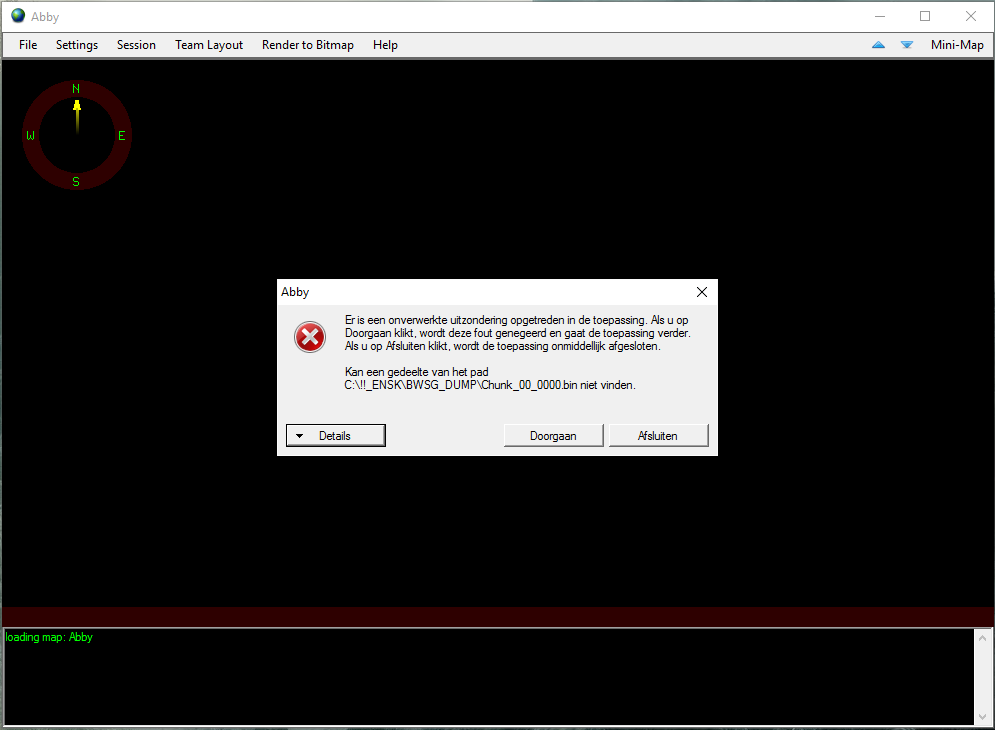 Abby
File Settings Session Team Layout Render to Bitmap Help Mini-Map
N
W E
S
Abby
Er is een onverwerkte uitzondering opgetreden in de toepassing. Als u op
Doorgaan klikt, wordt deze fout genegeerd en gaat de toepassing verder.
Als u op Afsluiten klikt, wordt de toepassing onmiddellijk afgesloten.
Kan een gedeelte van het pad
C:\!!_ENSK\BWSG_DUMP\Chunk_00_0000.bin niet vinden.
Details Doorgaan Afsluiten
loading map: Abby